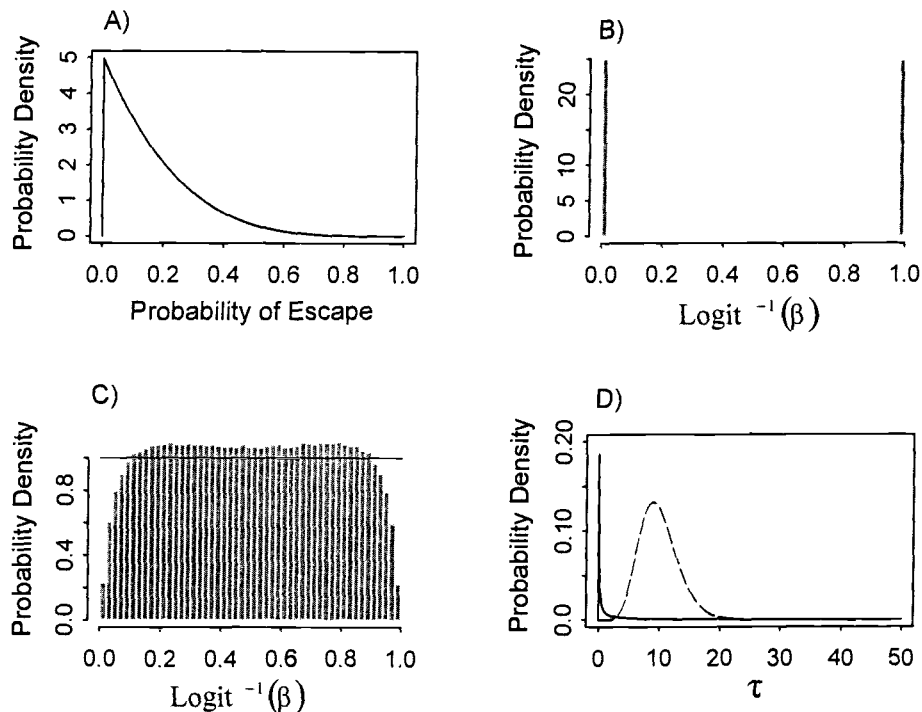 A)
Probability Density
5
4
3
2
1
0
0.0 0.2 0.4 0.6 0.8 1.0
Probability of Escape
B)
Probability Density
20
10
5
0
0.0 0.2 0.4 0.6 0.8 1.0
Logit ⁻¹(β)
C)
Probability Density
0.8
0.4
0.0
0.0 0.2 0.4 0.6 0.8 1.0
Logit ⁻¹(β)
D)
Probability Density
0.20
0.10
0.0
0 10 20 30 40 50
τ